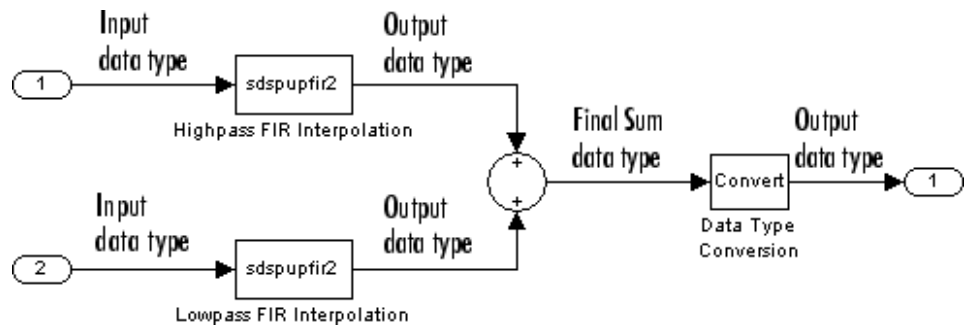 Input
data type
Output
data type
1
sdspupfir2
Highpass FIR Interpolation
+
+
Final Sum
data type
Output
data type
Convert
1
Data Type
Conversion
Input
data type
Output
data type
2
sdspupfir2
Lowpass FIR Interpolation